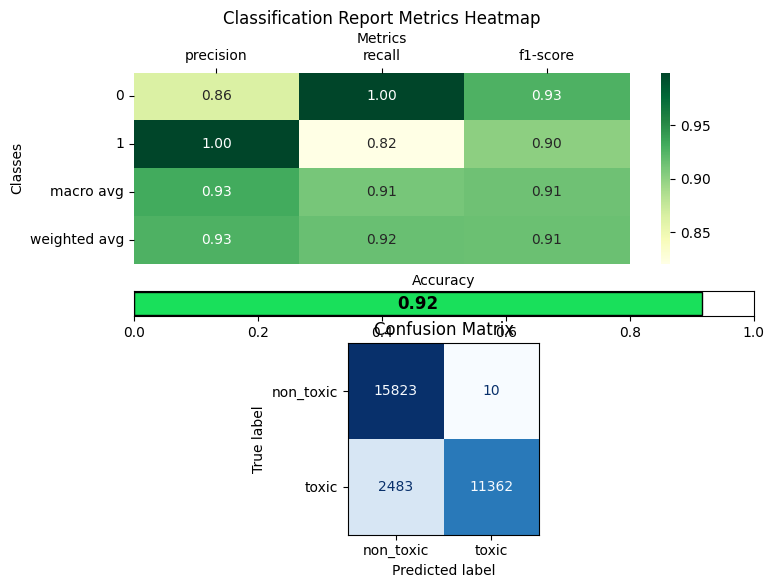 Classification Report Metrics Heatmap
Metrics
precision recall f1-score
Classes
0 0.86 1.00 0.93
1 1.00 0.82 0.90
macro avg 0.93 0.91 0.91
weighted avg 0.93 0.92 0.91
0.95
0.90
0.85
Accuracy
0.92
0.0 0.2 0.4 0.6 0.8 1.0
Confusion Matrix
True label
non_toxic 15823 10
toxic 2483 11362
non_toxic toxic
Predicted label